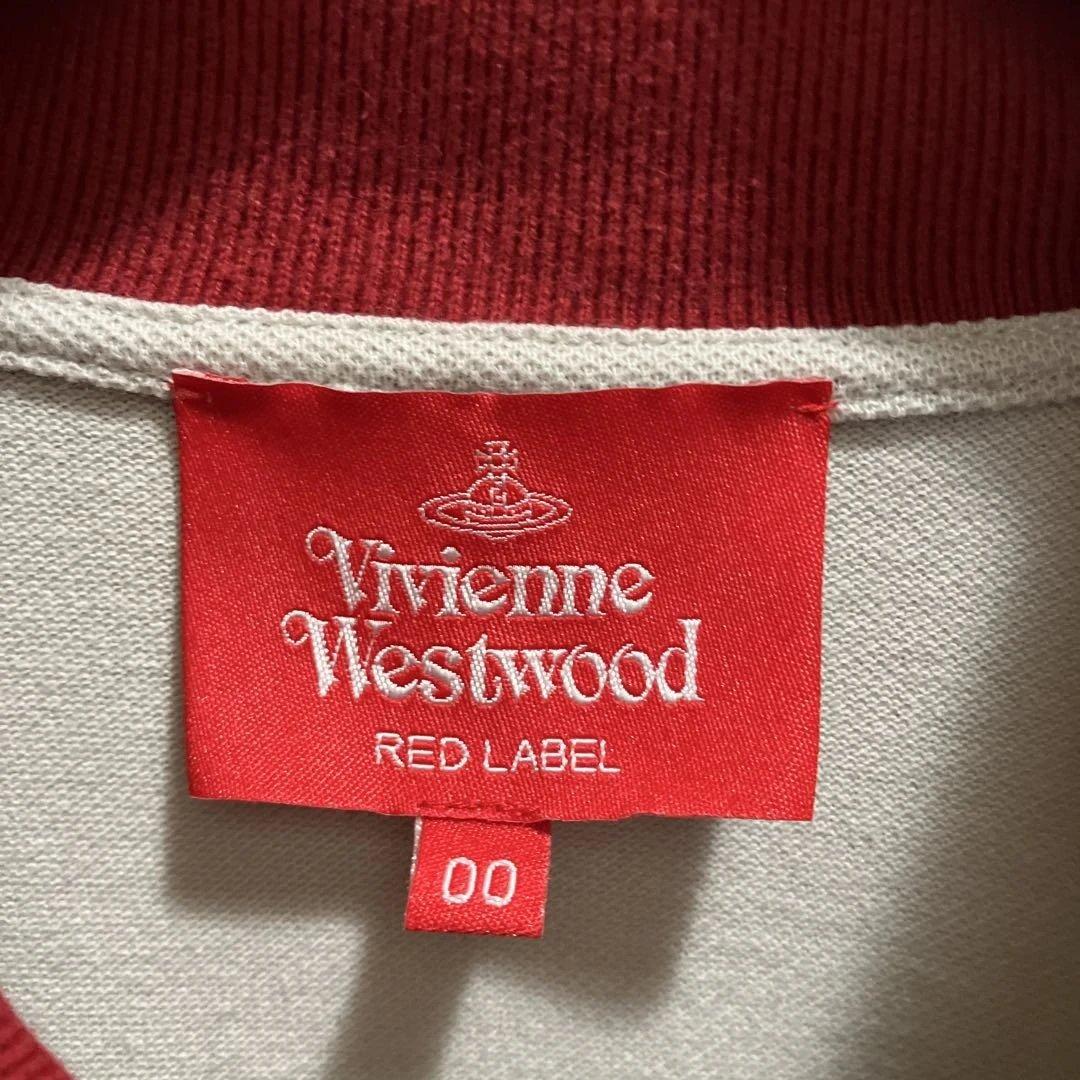 Vivienne
Westwood
RED LABEL
00